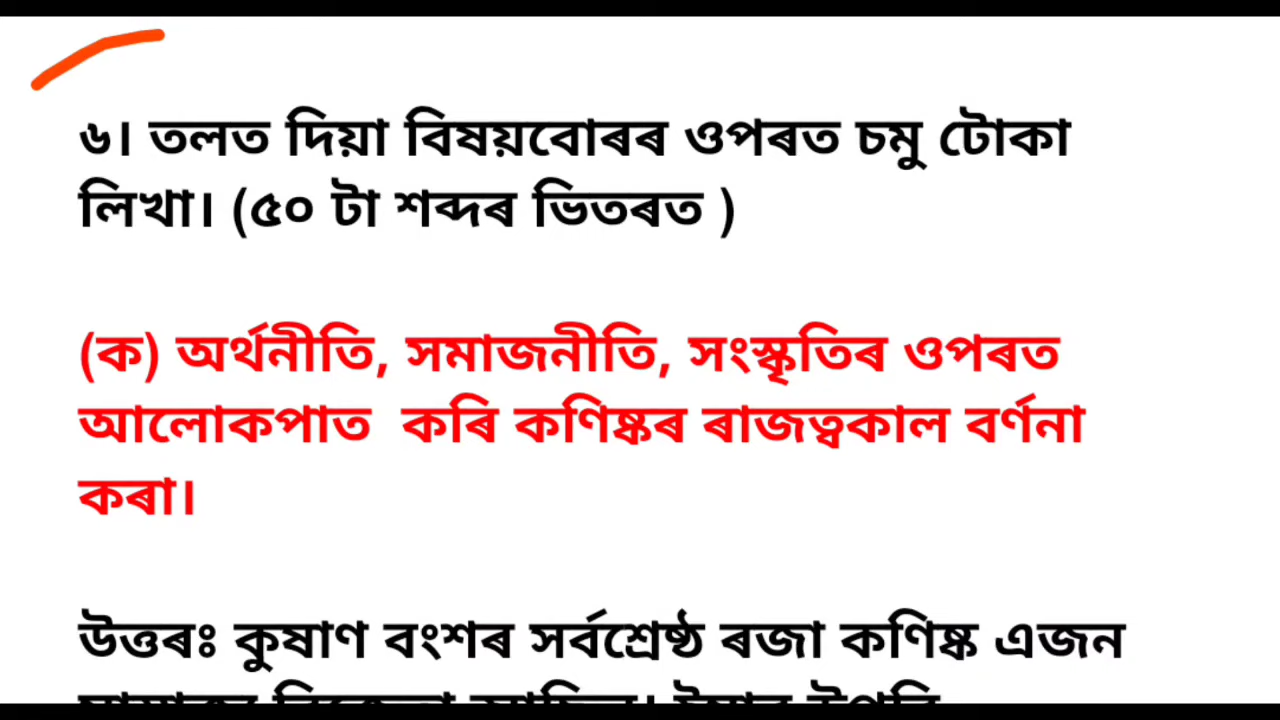 ৬। তলত দিয়া বিষয়বোৰৰ ওপৰত চমু টোকা
লিখা। (৫০ টা শব্দৰ ভিতৰত )
(ক) অৰ্থনীতি, সমাজনীতি, সংস্কৃতিৰ ওপৰত
আলোকপাত কৰি কণিষ্কৰ ৰাজত্বকাল বৰ্ণনা
কৰা।
উত্তৰঃ কুষাণ বংশৰ সৰ্বশ্ৰেষ্ঠ ৰজা কণিষ্ক এজন